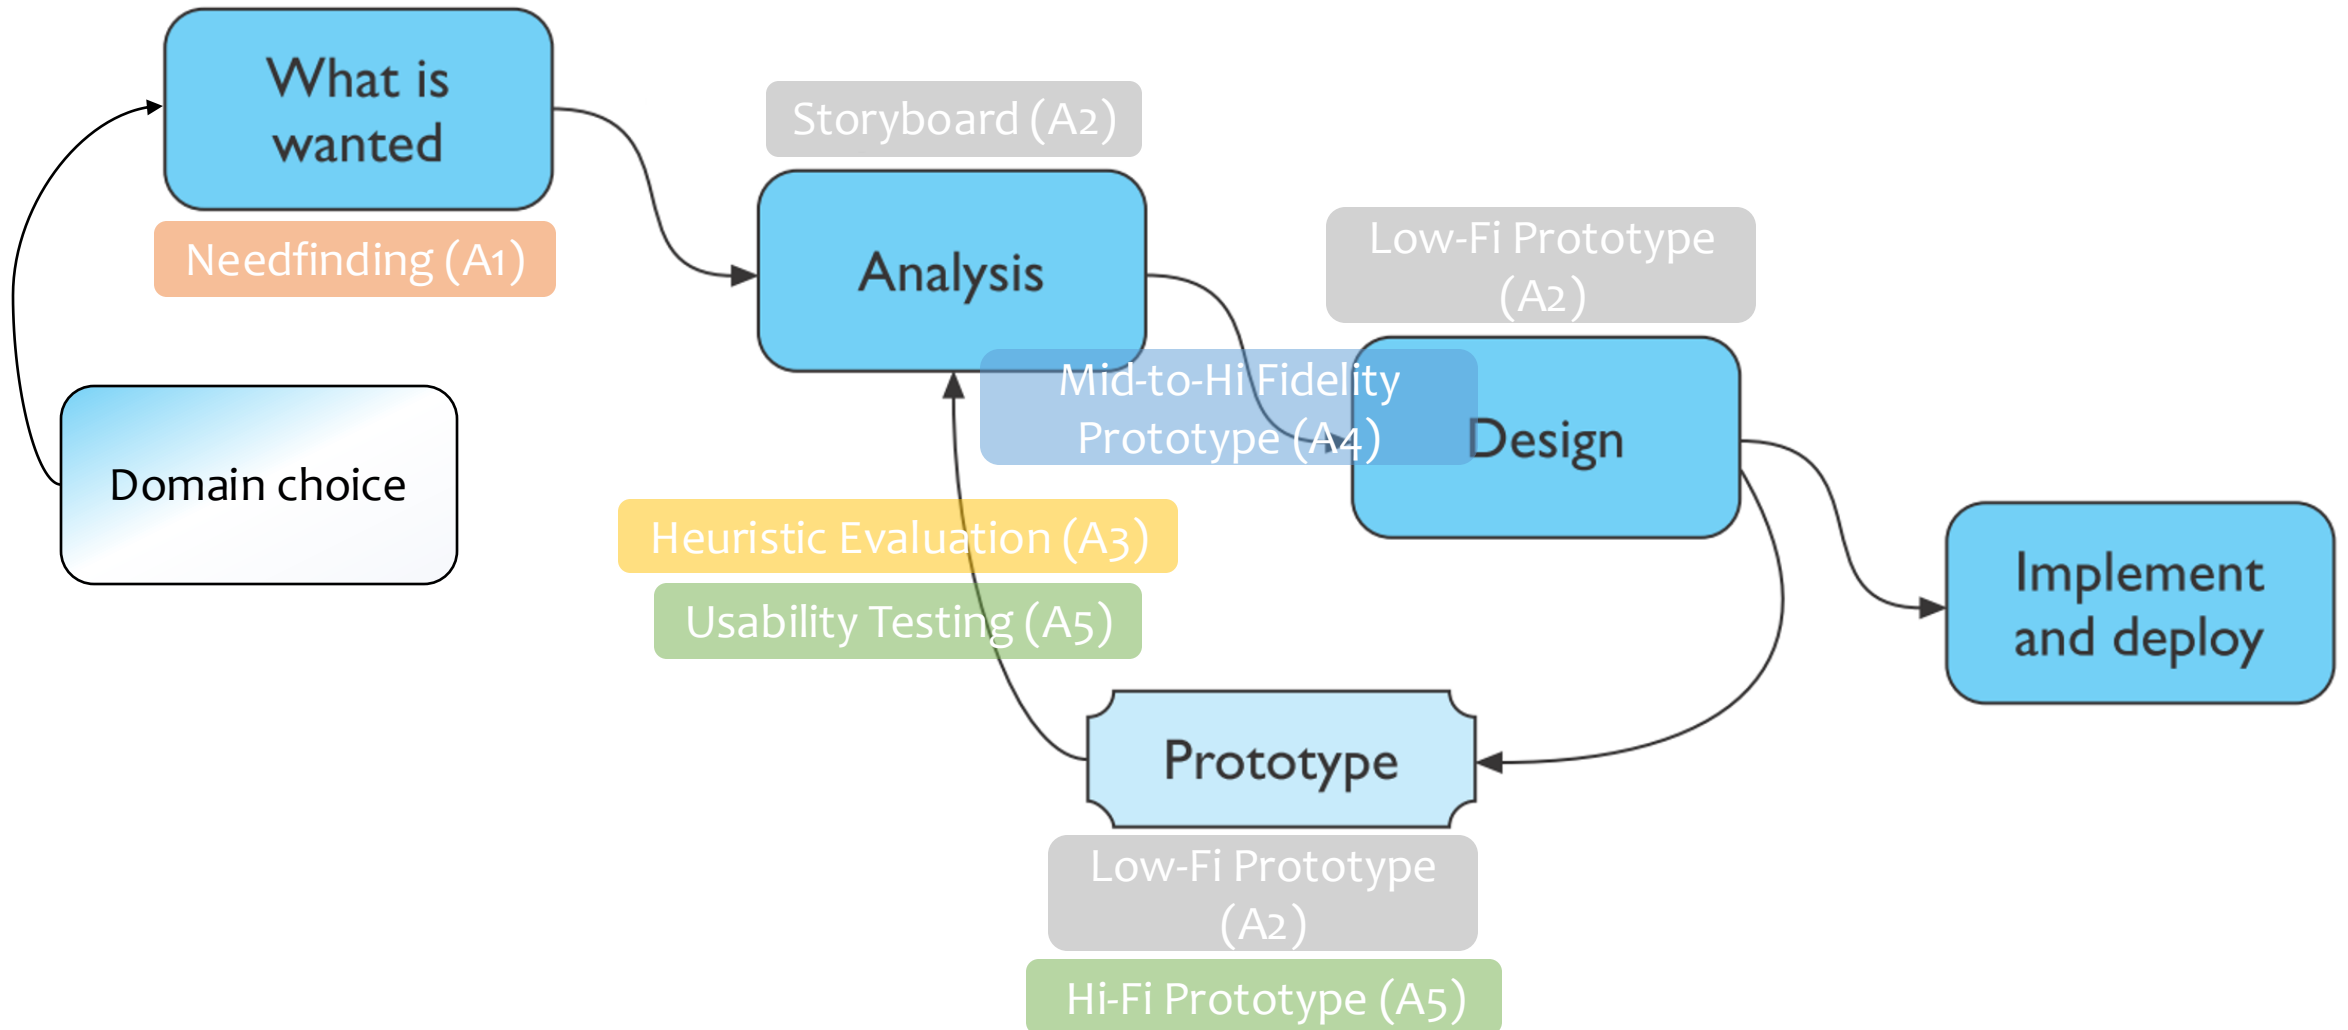 What is
wanted
Needfinding (A1)
Domain choice
Storyboard (A2)
Analysis
Low-Fi Prototype
(A2)
Mid-to-Hi Fidelity
Prototype (A4)
Design
Heuristic Evaluation (A3)
Usability Testing (A5)
Implement
and deploy
Prototype
Low-Fi Prototype
(A2)
Hi-Fi Prototype (A5)